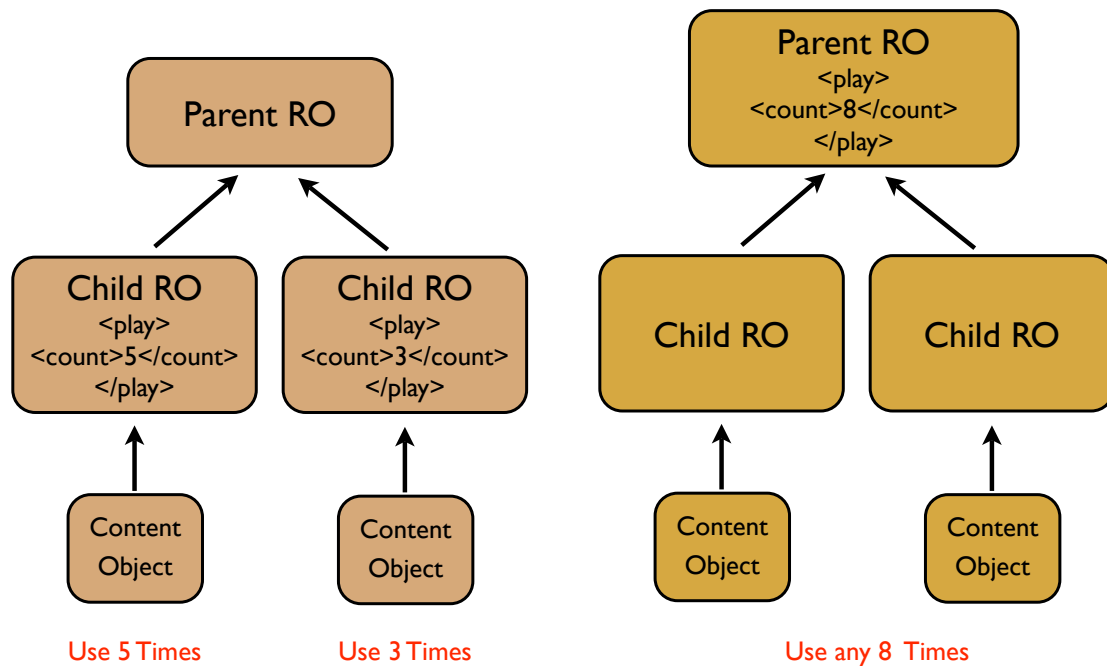 Parent RO
Child RO
<play>
<count>5</count>
</play>
Child RO
<play>
<count>3</count>
</play>
Content
Object
Content
Object
Use 5 Times
Use 3 Times
Parent RO
<play>
<count>8</count>
</play>
Child RO
Child RO
Content
Object
Content
Object
Use any 8 Times